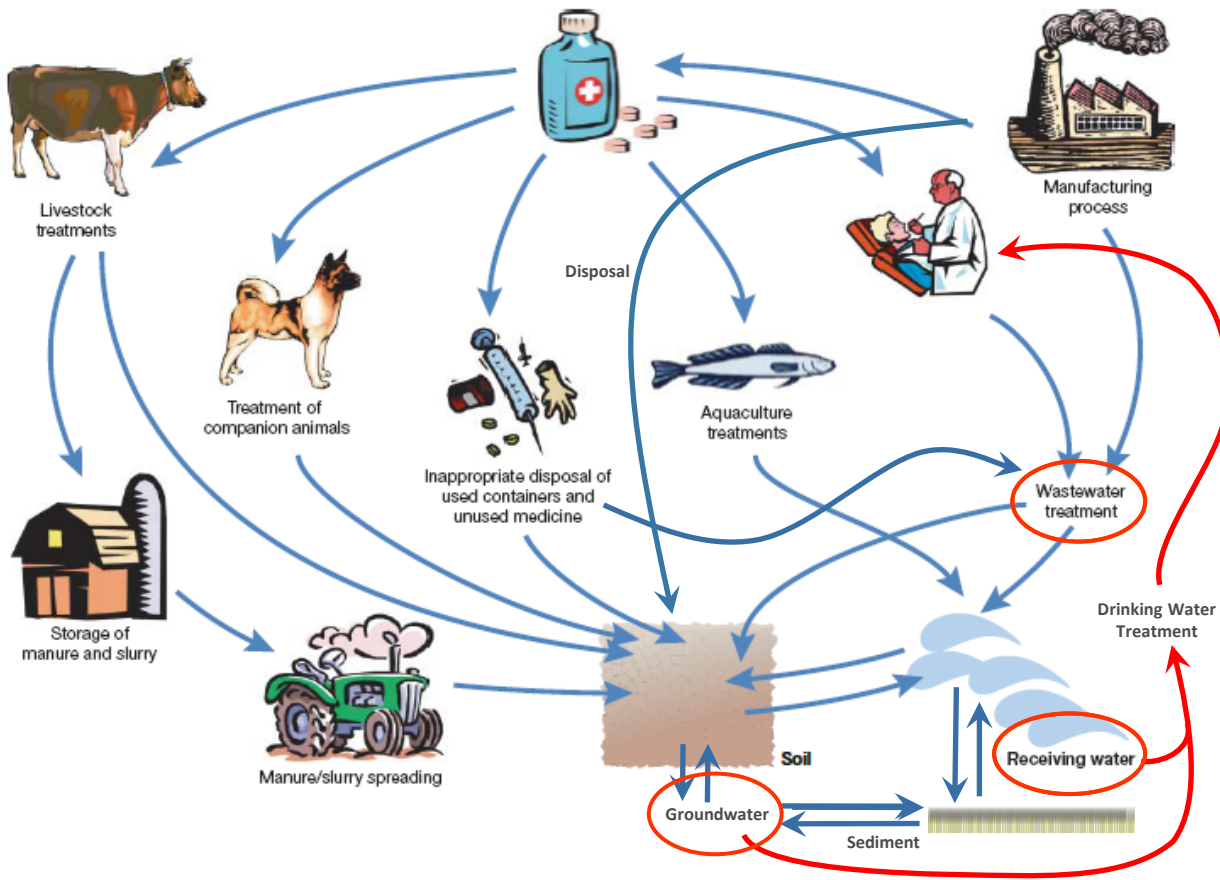 Livestock
treatments
Manufacturing
process
Disposal
Treatment of
companion animals
Inappropriate disposal of
used containers and
unused medicine
Aquaculture
treatments
Wastewater
treatment
Storage of
manure and slurry
Drinking Water
Treatment
Manure/slurry spreading
Soil
Receiving water
Groundwater
Sediment